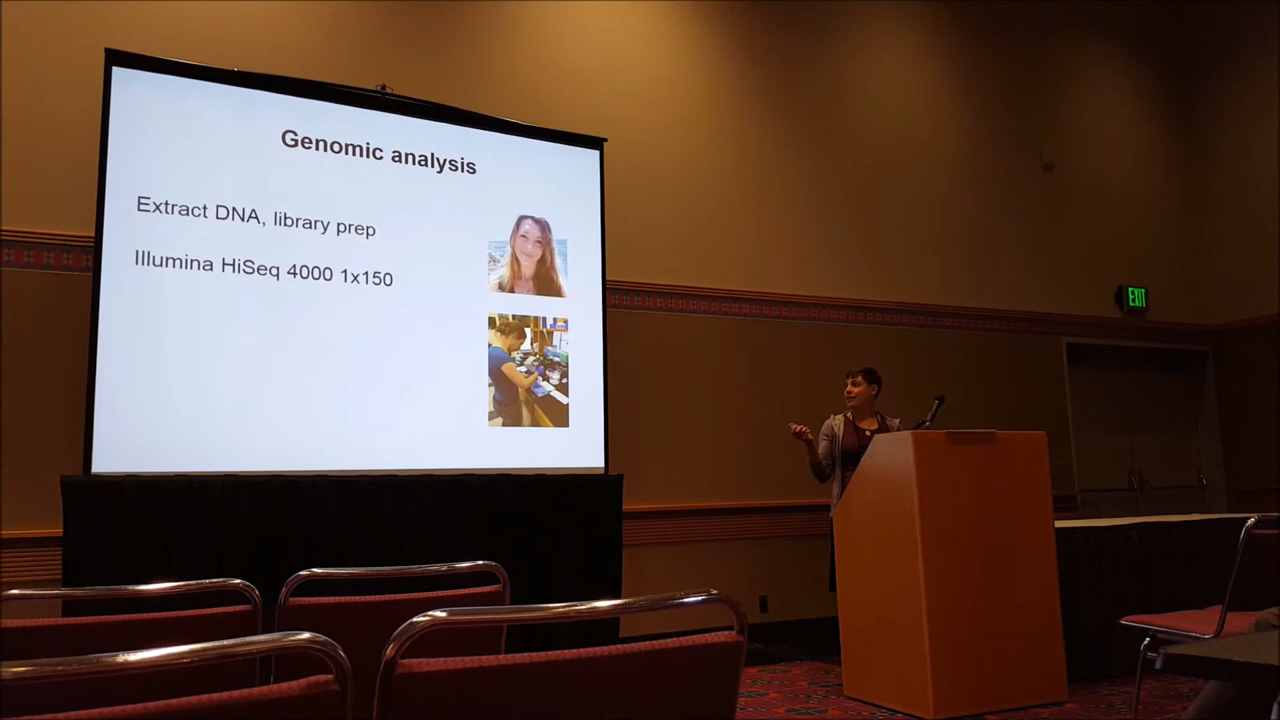 Genomic analysis
Extract DNA, library prep
Illumina HiSeq 4000 1x150
EXIT